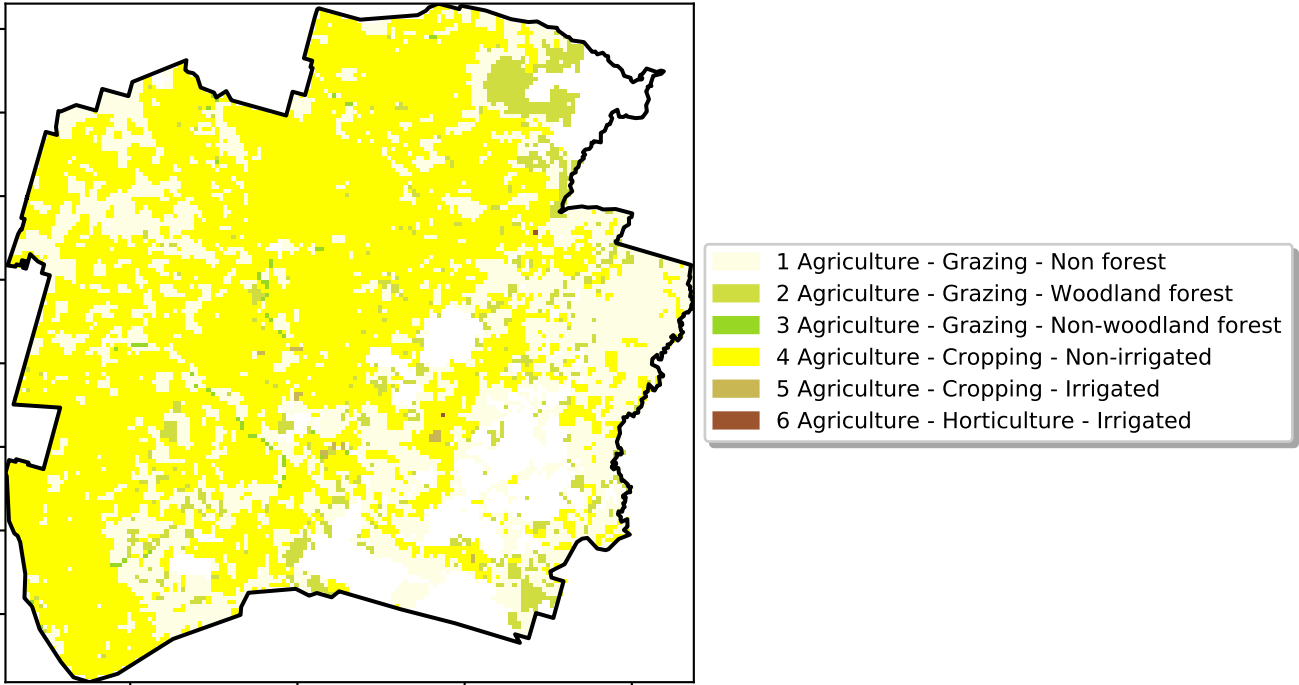 1 Agriculture - Grazing - Non forest
2 Agriculture - Grazing - Woodland forest
3 Agriculture - Grazing - Non-woodland forest
4 Agriculture - Cropping - Non-irrigated
5 Agriculture - Cropping - Irrigated
6 Agriculture - Horticulture - Irrigated